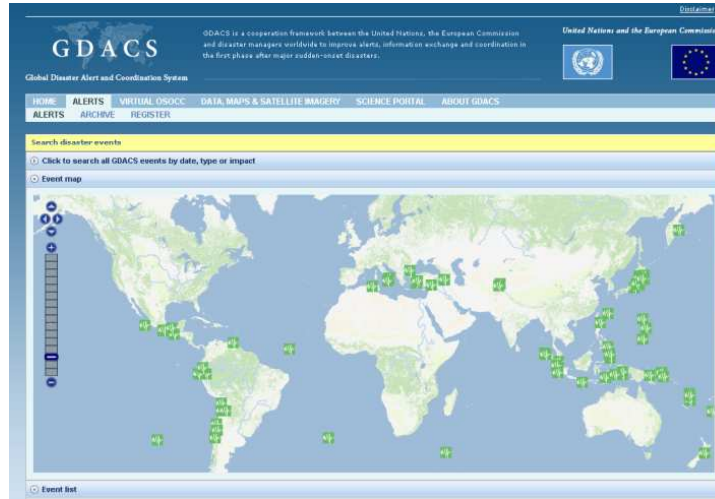 Disclaimer
GDACS
Global Disaster Alert and Coordination System
GDACS is a cooperation framework between the United Nations, the European Commission
and disaster managers worldwide to improve alerts, information exchange and coordination in
the first phase after major sudden-onset disasters.
United Nations and the European Commissio
HOME ALERTS VIRTUAL OSOCC DATA, MAPS & SATELLITE IMAGERY SCIENCE PORTAL ABOUT GDACS
ALERTS ARCHIVE REGISTER
Search disaster events
Click to search all GDACS events by date, type or impact
Event map
Event list